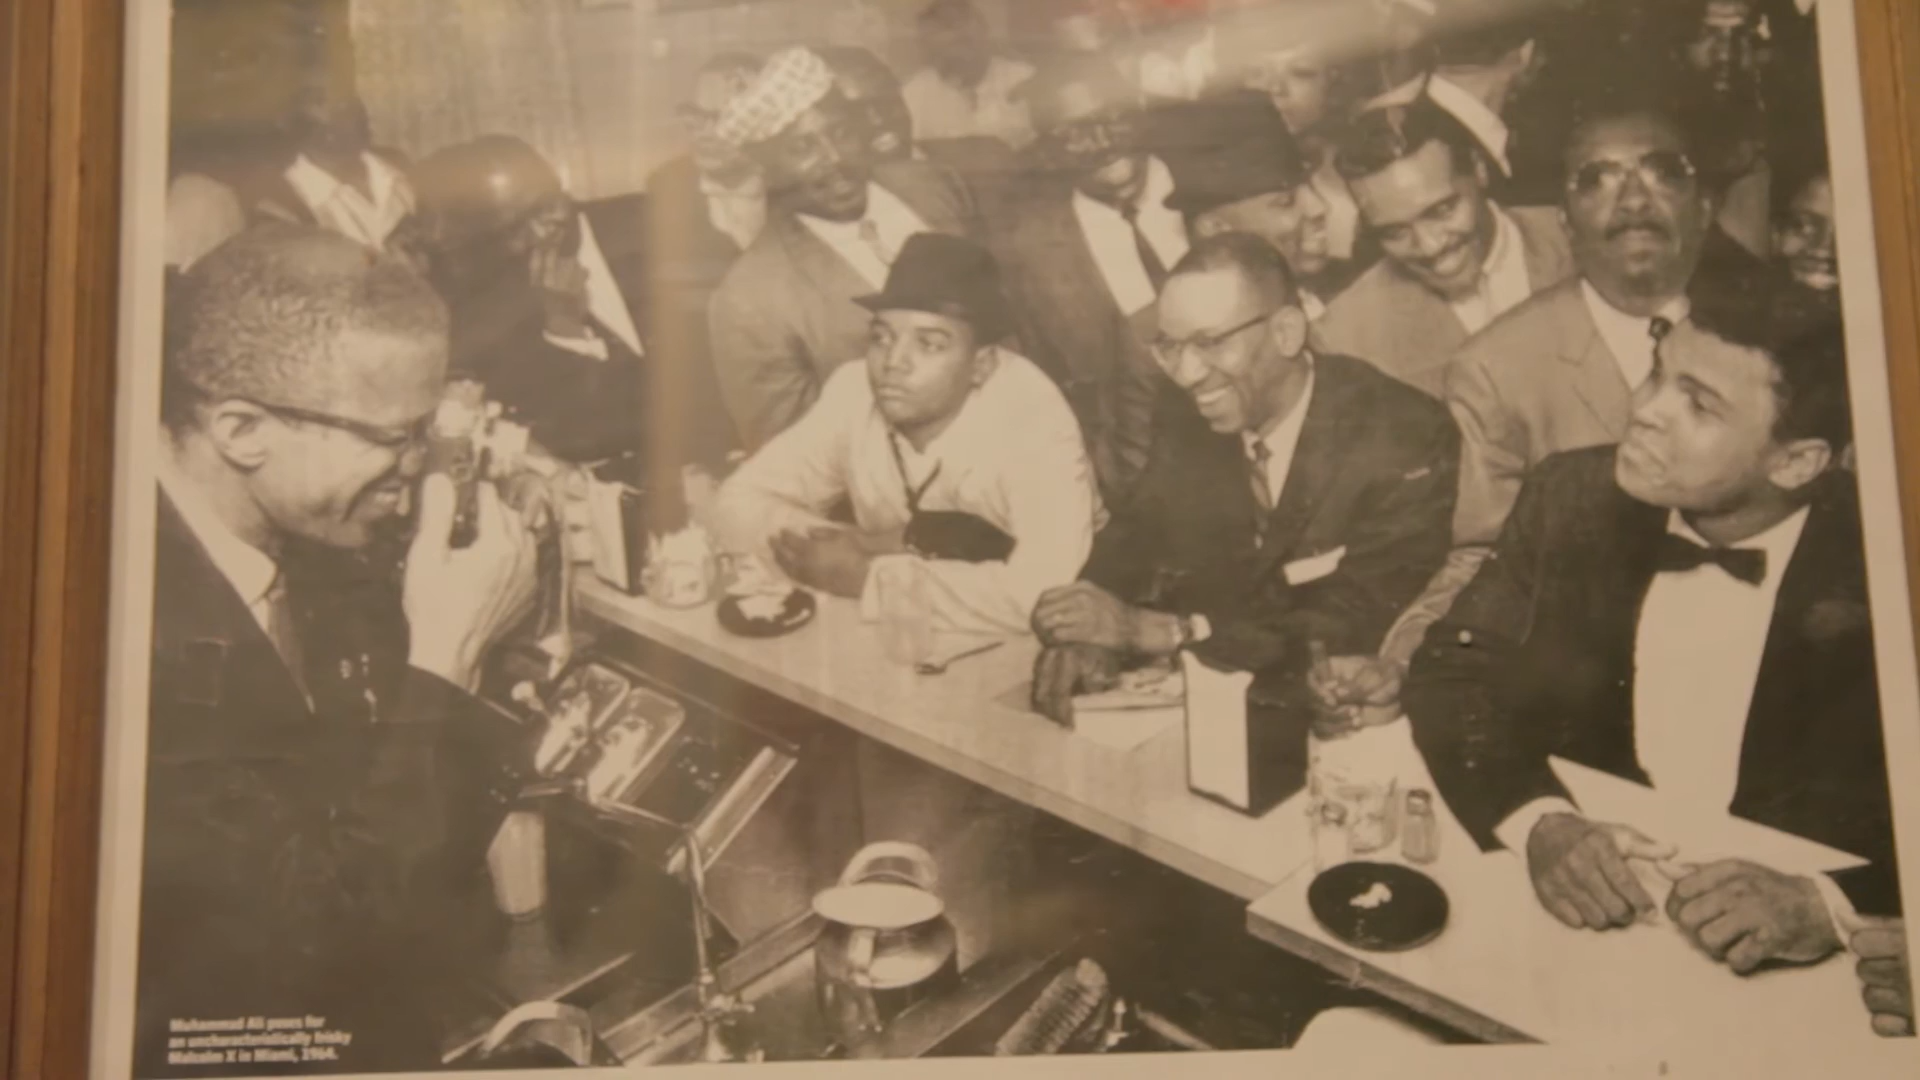 Muhammad Ali poses for
an uncharacteristically frisky
Malcolm X in Miami, 1964.